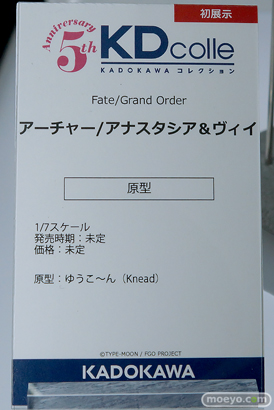 初展示
Anniversary
5th
KDcolle
KADOKAWA コレクション
Fate/Grand Order
アーチャー/アナスタシア＆ヴィイ
原型
1/7スケール
発売時期：未定
価格：未定
原型：ゆうこ〜ん（Knead）
©TYPE-MOON / FGO PROJECT
KADOKAWA
moeyo.com